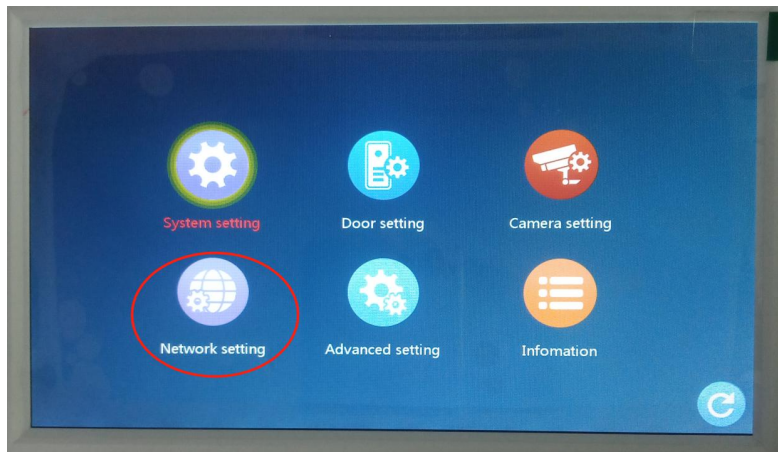 System setting
Door setting
Camera setting
Network setting
Advanced setting
Infomation